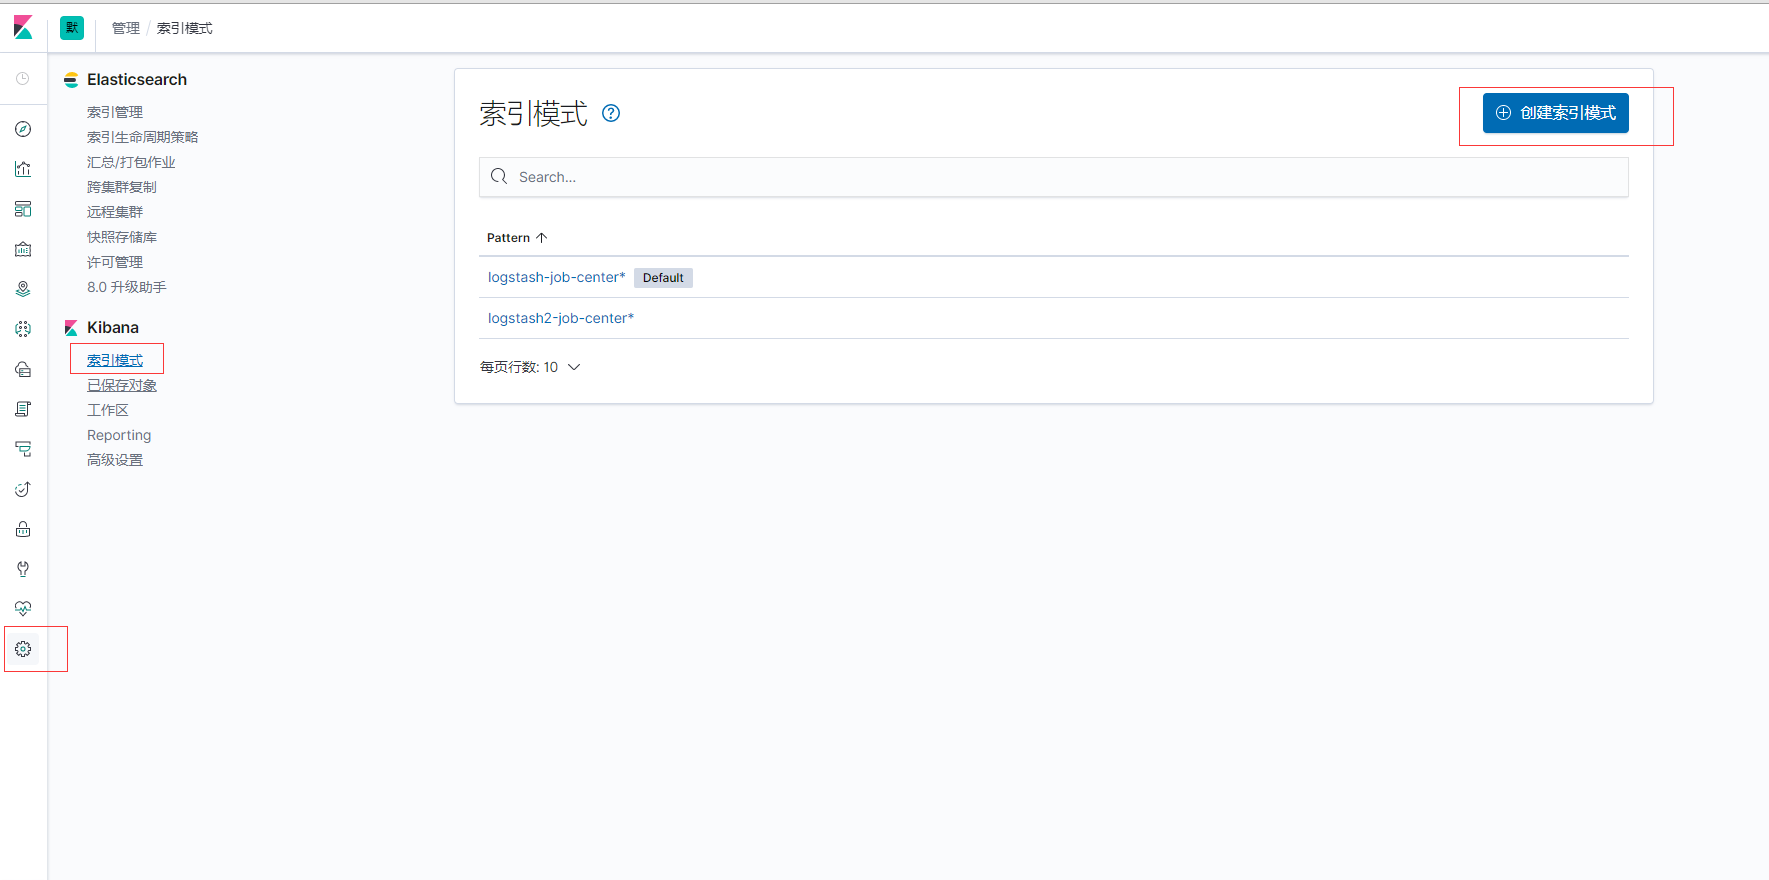 默 管理 / 索引模式
Elasticsearch
索引管理
索引生命周期策略
汇总/打包作业
跨集群复制
远程集群
快照存储库
许可管理
8.0 升级助手
Kibana
索引模式
已保存对象
工作区
Reporting
高级设置
索引模式
创建索引模式
Search...
Pattern
logstash-job-center* Default
logstash2-job-center*
每页行数: 10